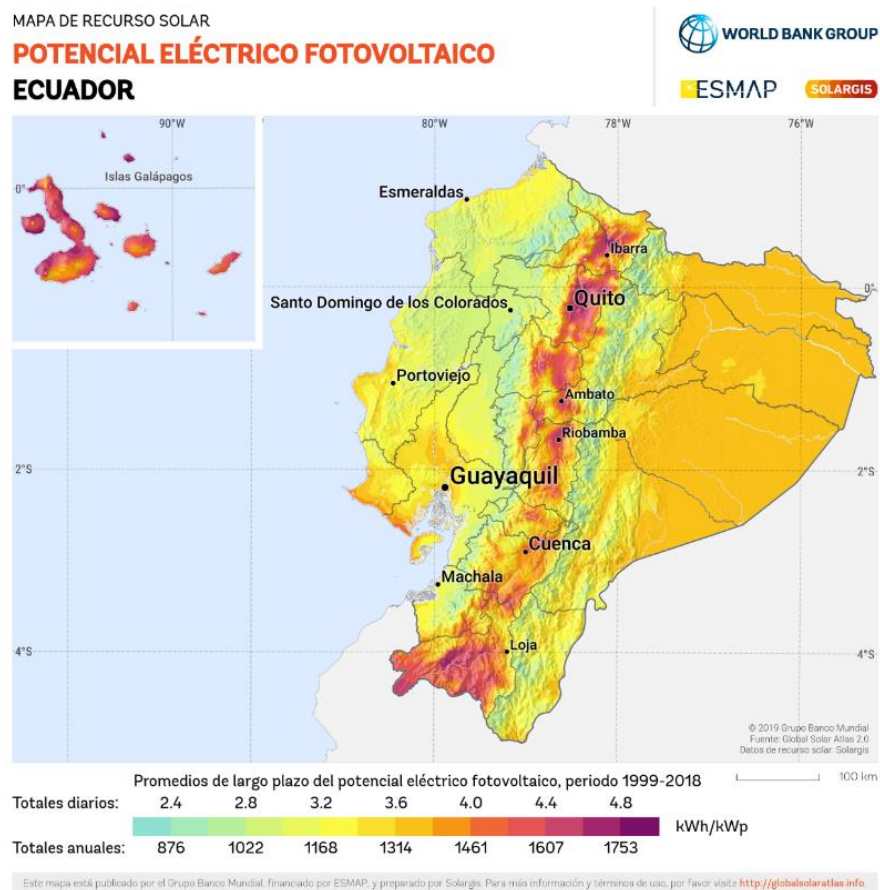 MAPA DE RECURSO SOLAR
POTENCIAL ELÉCTRICO FOTOVOLTAICO
ECUADOR
WORLD BANK GROUP
ESMAP
SOLARGIS
90°W
80°W
78°W
76°W
0°
Islas Galápagos
Esmeraldas
Ibarra
Quito
0°
Santo Domingo de los Colorados
Portoviejo
Ambato
Riobamba
2°S
Guayaquil
2°S
Cuenca
Machala
4°S
Loja
4°S
© 2019 Grupo Banco Mundial
Fuente: Global Solar Atlas 2.0
Datos de recurso solar: Solargis
Promedios de largo plazo del potencial eléctrico fotovoltaico, periodo 1999-2018
100 km
Totales diarios: 2.4 2.8 3.2 3.6 4.0 4.4 4.8
kWh/kWp
Totales anuales: 876 1022 1168 1314 1461 1607 1753
Este mapa está publicado por el Grupo Banco Mundial, financiado por ESMAP, y preparado por Solargis. Para más información y términos de uso, por favor visite http://globalsolaratlas.info.